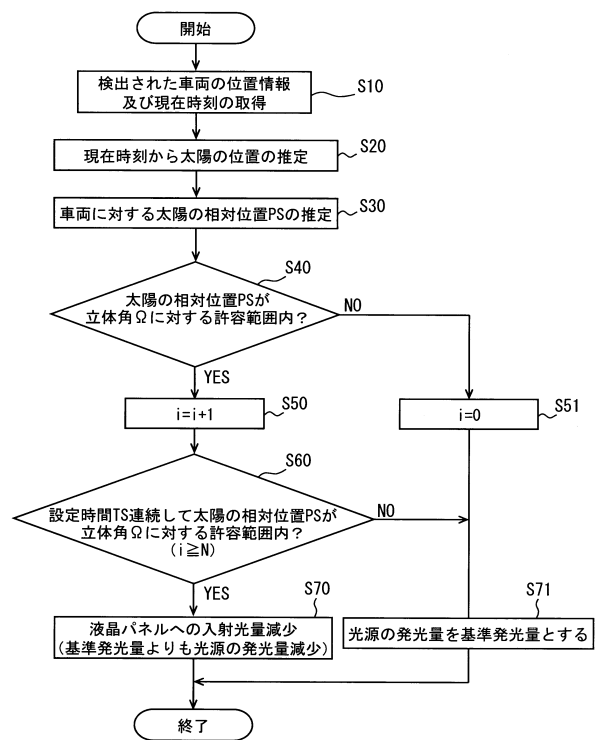 開始
検出された車両の位置情報
及び現在時刻の取得
S10
現在時刻から太陽の位置の推定
S20
車両に対する太陽の相対位置PSの推定
S30
S40
太陽の相対位置PSが
立体角Ωに対する許容範囲内？
NO
YES
i=i+1
S50
i=0
S51
S60
設定時間TS連続して太陽の相対位置PSが
立体角Ωに対する許容範囲内？
(i≧N)
NO
YES
S70
液晶パネルへの入射光量減少
(基準発光量よりも光源の発光量減少)
S71
光源の発光量を基準発光量とする
終了